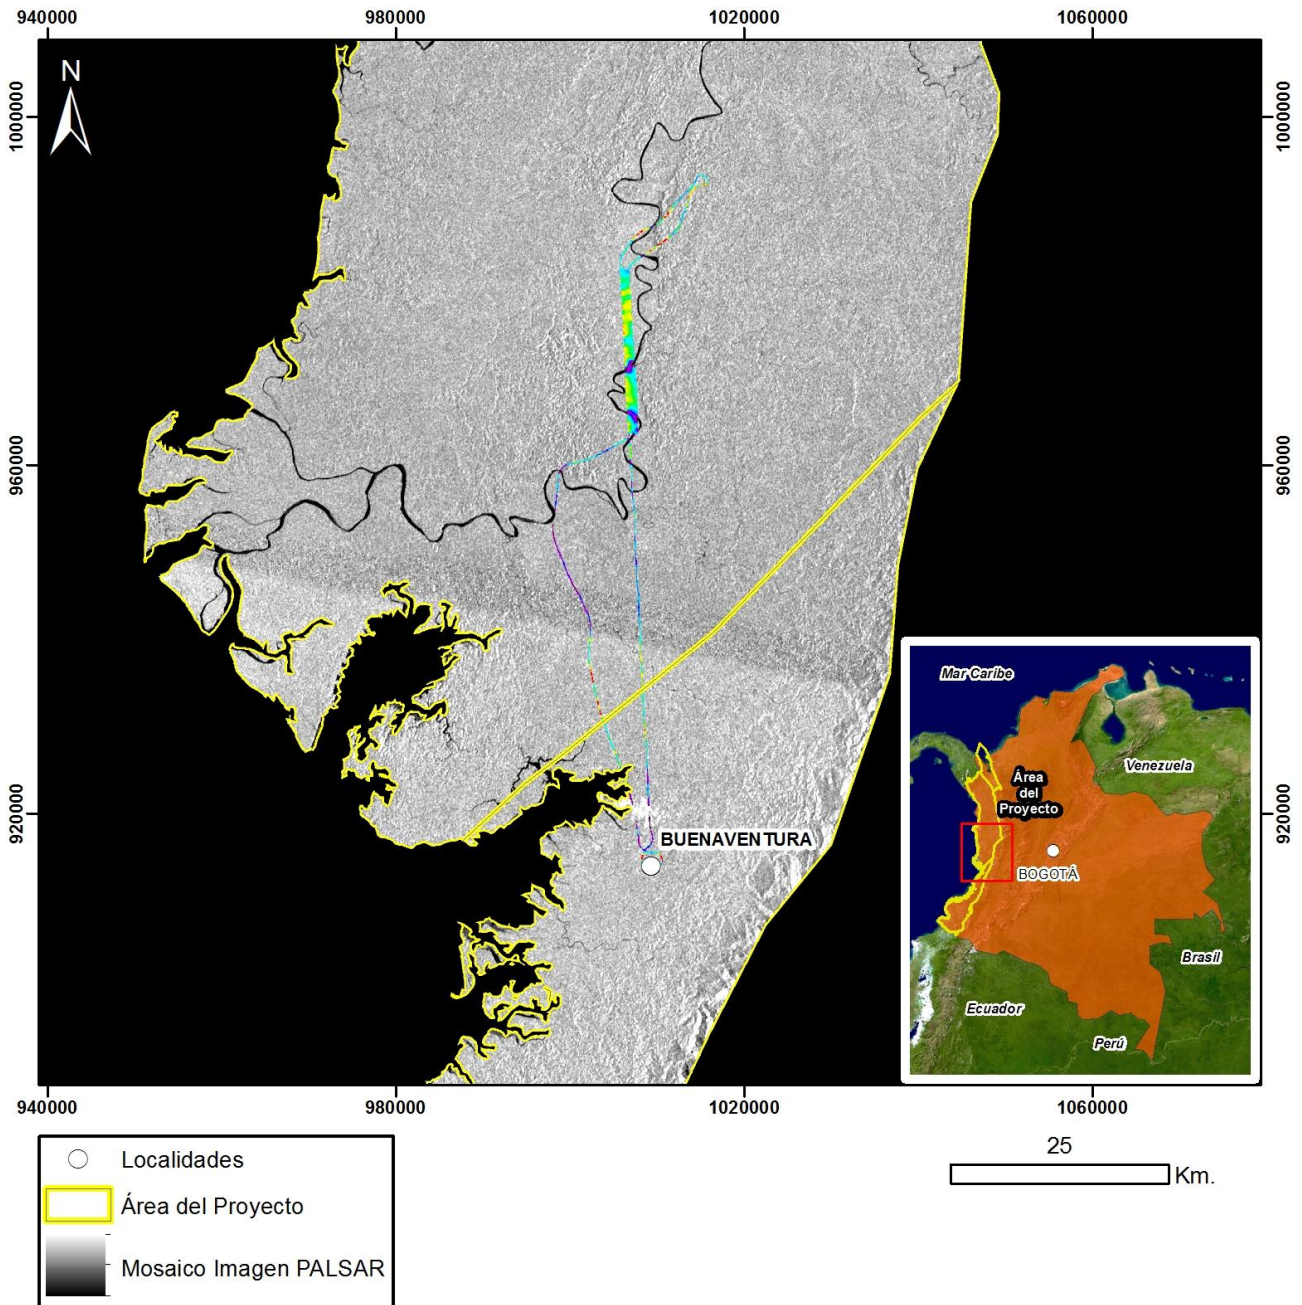 940000
980000
1020000
1060000
N
1000000
1000000
960000
960000
920000
920000
BUENAVENTURA
Mar Caribe
Venezuela
Área
del
Proyecto
BOGOTÁ
Brasil
Ecuador
Perú
940000
980000
1020000
1060000
Localidades
Área del Proyecto
Mosaico Imagen PALSAR
25
Km.